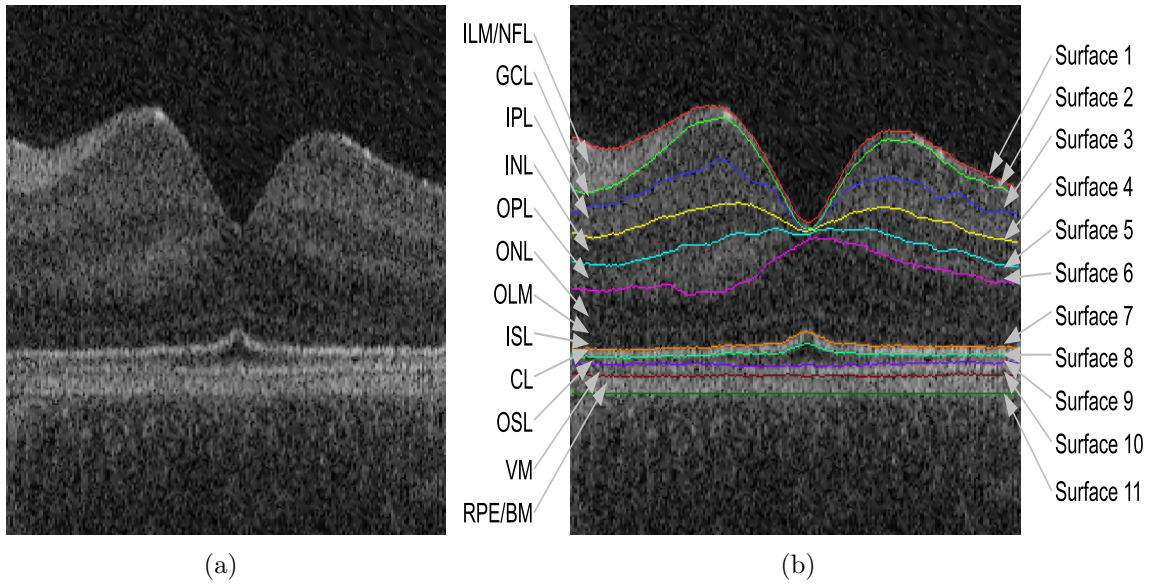 ILM/NFL
GCL
IPL
INL
OPL
ONL
OLM
ISL
CL
OSL
VM
RPE/BM
Surface 1
Surface 2
Surface 3
Surface 4
Surface 5
Surface 6
Surface 7
Surface 8
Surface 9
Surface 10
Surface 11
(a)
(b)